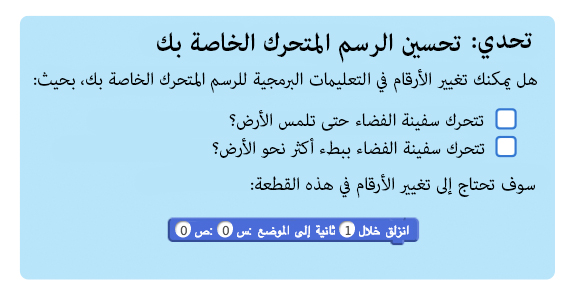 تحدي: تحسين الرسم المتحرك الخاصة بك
هل يمكنك تغيير الأرقام في التعليمات البرمجية للرسم المتحرك الخاصة بك، بحيث:
تتحرك سفينة الفضاء حتى تلمس الأرض؟
تتحرك سفينة الفضاء ببطء أكثر نحو الأرض؟
سوف تحتاج إلى تغيير الأرقام في هذه القطعة:
انزلق خلال 1 ثانية إلى الموضع س: 0 ص: 0